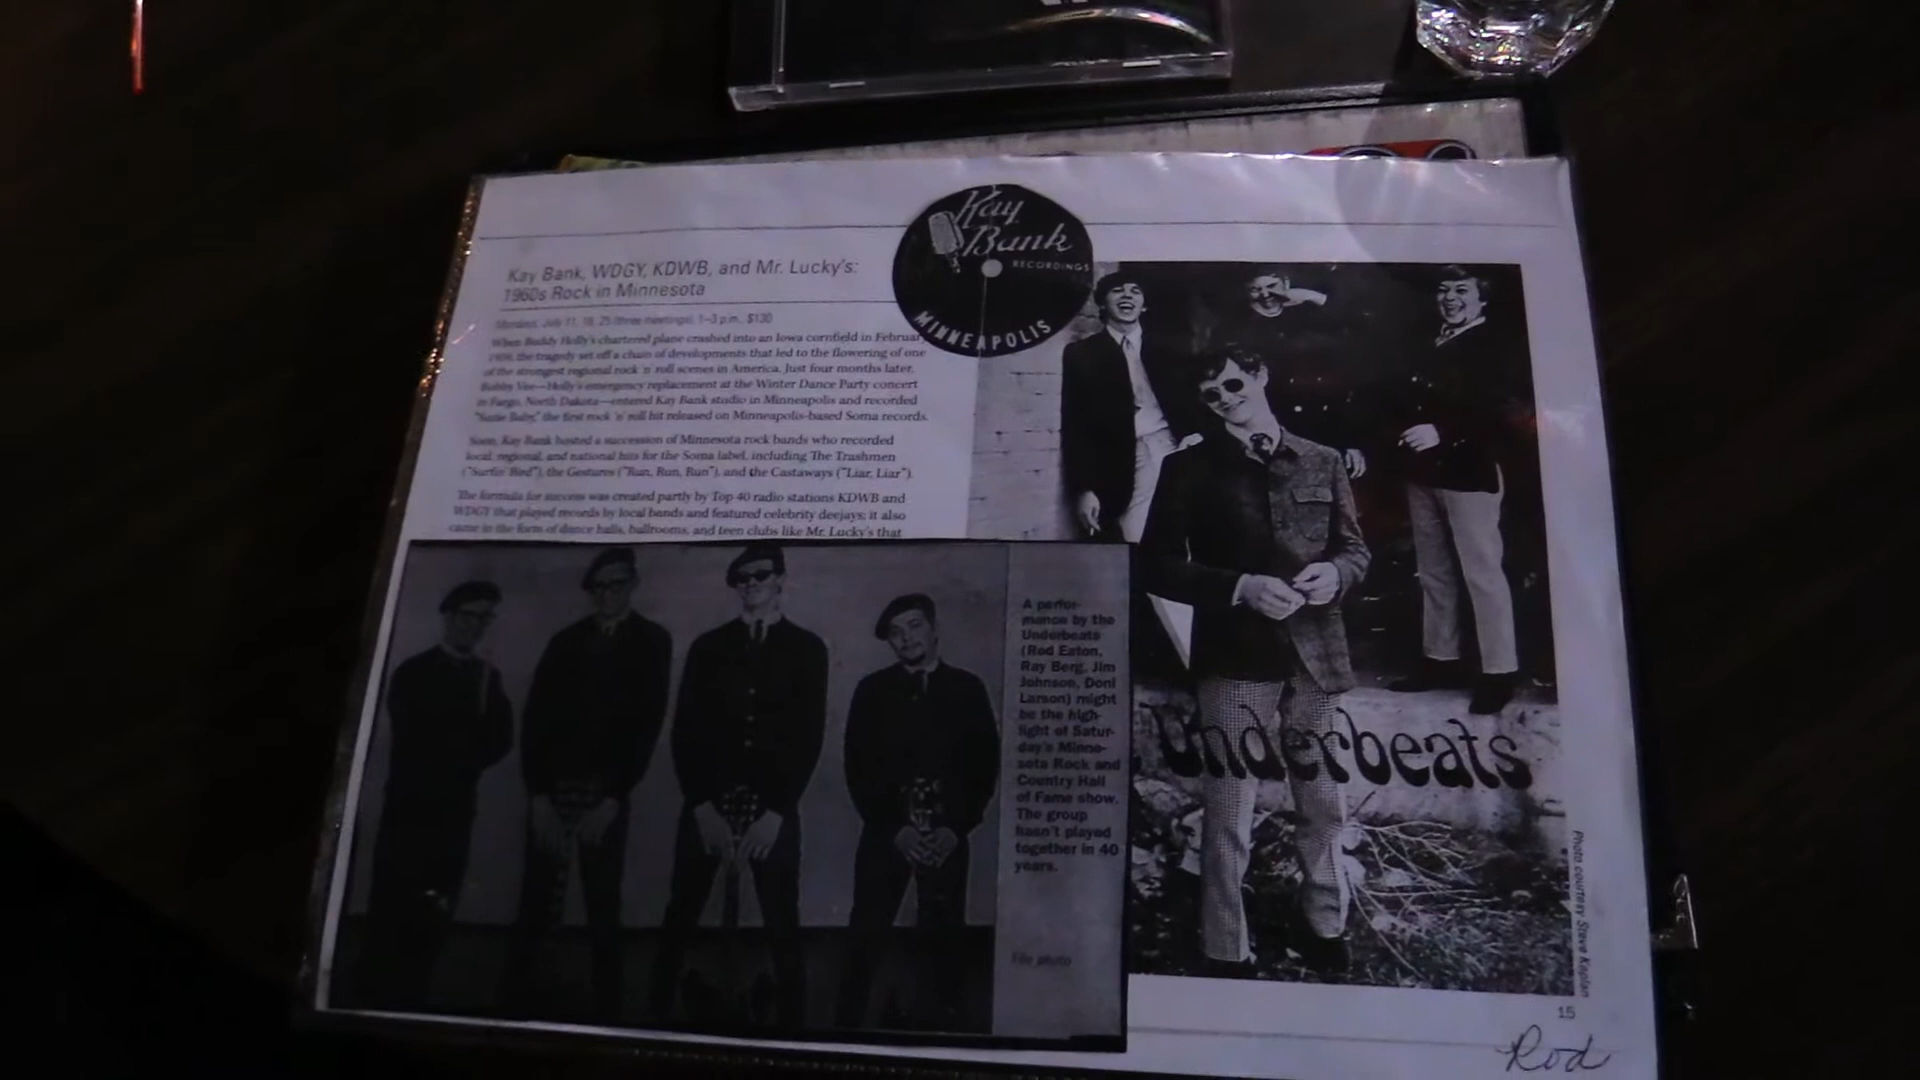 Kay
Bank
RECORDINGS
MINNEAPOLIS
Kay Bank, WDGY, KDWB, and Mr. Lucky's:
1960s Rock in Minnesota
Mondays, July 11, 18, 25 (three meetings), 1–3 p.m., $130
When Buddy Holly's chartered plane crashed into an Iowa cornfield in February
1959, the tragedy set off a chain of developments that led to the flowering of one
of the strongest regional rock 'n' roll scenes in America. Just four months later,
Bobby Vee—Holly's emergency replacement at the Winter Dance Party concert
in Fargo, North Dakota—entered Kay Bank studio in Minneapolis and recorded
"Suzie Baby," the first rock 'n' roll hit released on Minneapolis-based Soma records.
Soon, Kay Bank hosted a succession of Minnesota rock bands who recorded
local, regional, and national hits for the Soma label, including The Trashmen
("Surfin' Bird"), the Gestures ("Run, Run, Run"), and the Castaways ("Liar, Liar").
The formula for success was created partly by Top 40 radio stations KDWB and
WDGY that played records by local bands and featured celebrity deejays; it also
came in the form of dance halls, ballrooms, and teen clubs like Mr. Lucky's that
A perfor-
mance by the
Underbeats
(Rod Eaton,
Ray Berg, Jim
Johnson, Doni
Larson) might
be the high-
light of Satur-
day's Minne-
sota Rock and
Country Hall
of Fame show.
The group
hasn't played
together in 40
years.
File photo
Underbeats
Photo courtesy Steve Kaplan
15
Rod